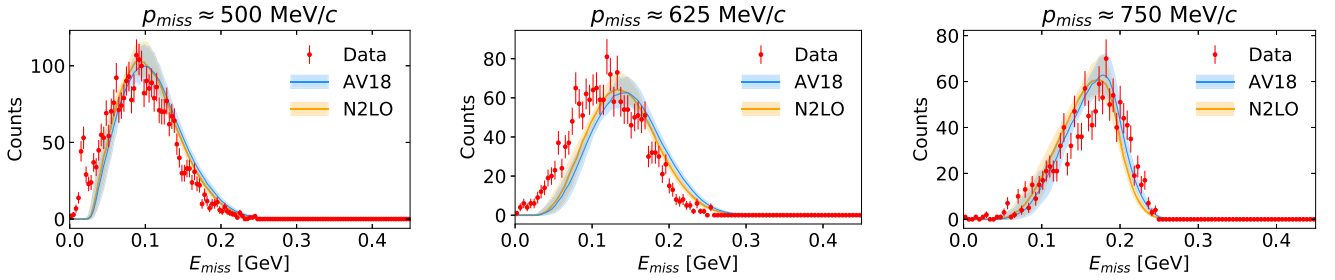 p_miss ≈ 500 MeV/c
Counts
100
50
0
Data
AV18
N2LO
0.0 0.1 0.2 0.3 0.4
E_miss [GeV]
p_miss ≈ 625 MeV/c
Counts
80
60
40
20
0
Data
AV18
N2LO
0.0 0.1 0.2 0.3 0.4
E_miss [GeV]
p_miss ≈ 750 MeV/c
Counts
80
60
40
20
0
Data
AV18
N2LO
0.0 0.1 0.2 0.3 0.4
E_miss [GeV]